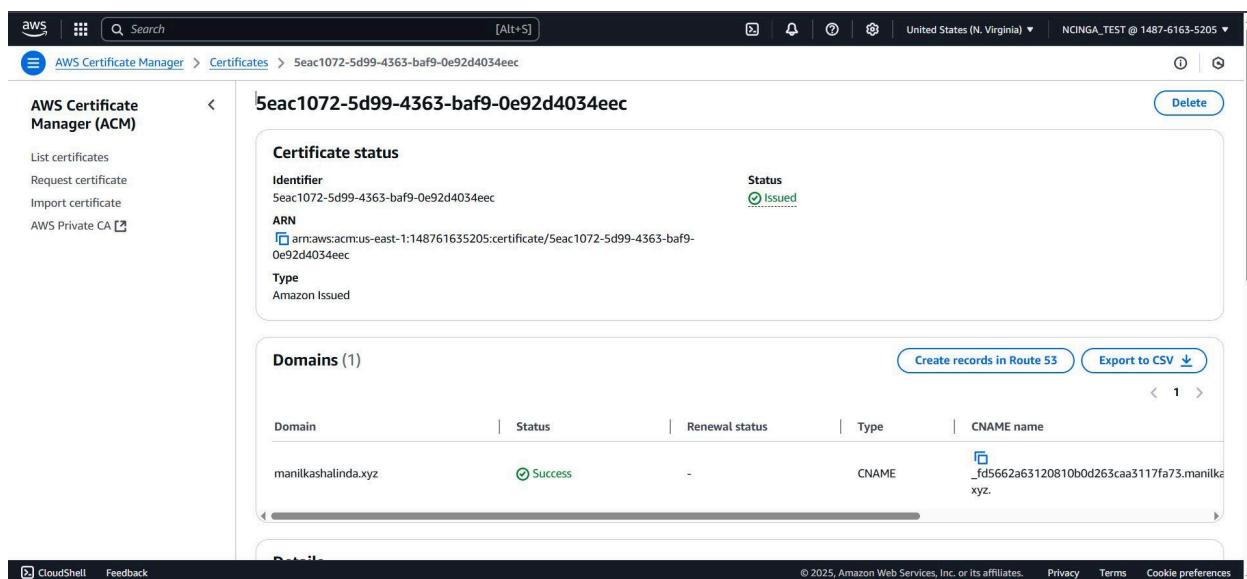 aws Search [Alt+S] United States (N. Virginia) ▼ NCINGA_TEST @ 1487-6163-5205 ▼
AWS Certificate Manager > Certificates > 5eac1072-5d99-4363-baf9-0e92d4034eec
AWS Certificate
Manager (ACM)
List certificates
Request certificate
Import certificate
AWS Private CA
5eac1072-5d99-4363-baf9-0e92d4034eec
Delete
Certificate status
Identifier
5eac1072-5d99-4363-baf9-0e92d4034eec
Status
Issued
ARN
arn:aws:acm:us-east-1:148761635205:certificate/5eac1072-5d99-4363-baf9-
0e92d4034eec
Type
Amazon Issued
Domains (1)
Create records in Route 53
Export to CSV
< 1 >
Domain Status Renewal status Type CNAME name
manilkashalinda.xyz Success - CNAME
_fd5662a63120810b0d263caa3117fa73.manilka
xyz.
CloudShell Feedback © 2025, Amazon Web Services, Inc. or its affiliates. Privacy Terms Cookie preferences